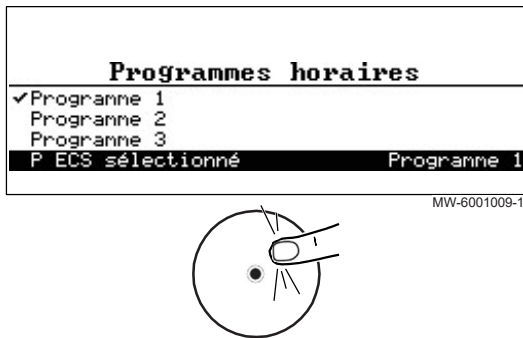 Programmes horaires
✓Programme 1
Programme 2
Programme 3
P ECS sélectionné Programme 1
MW-6001009-1